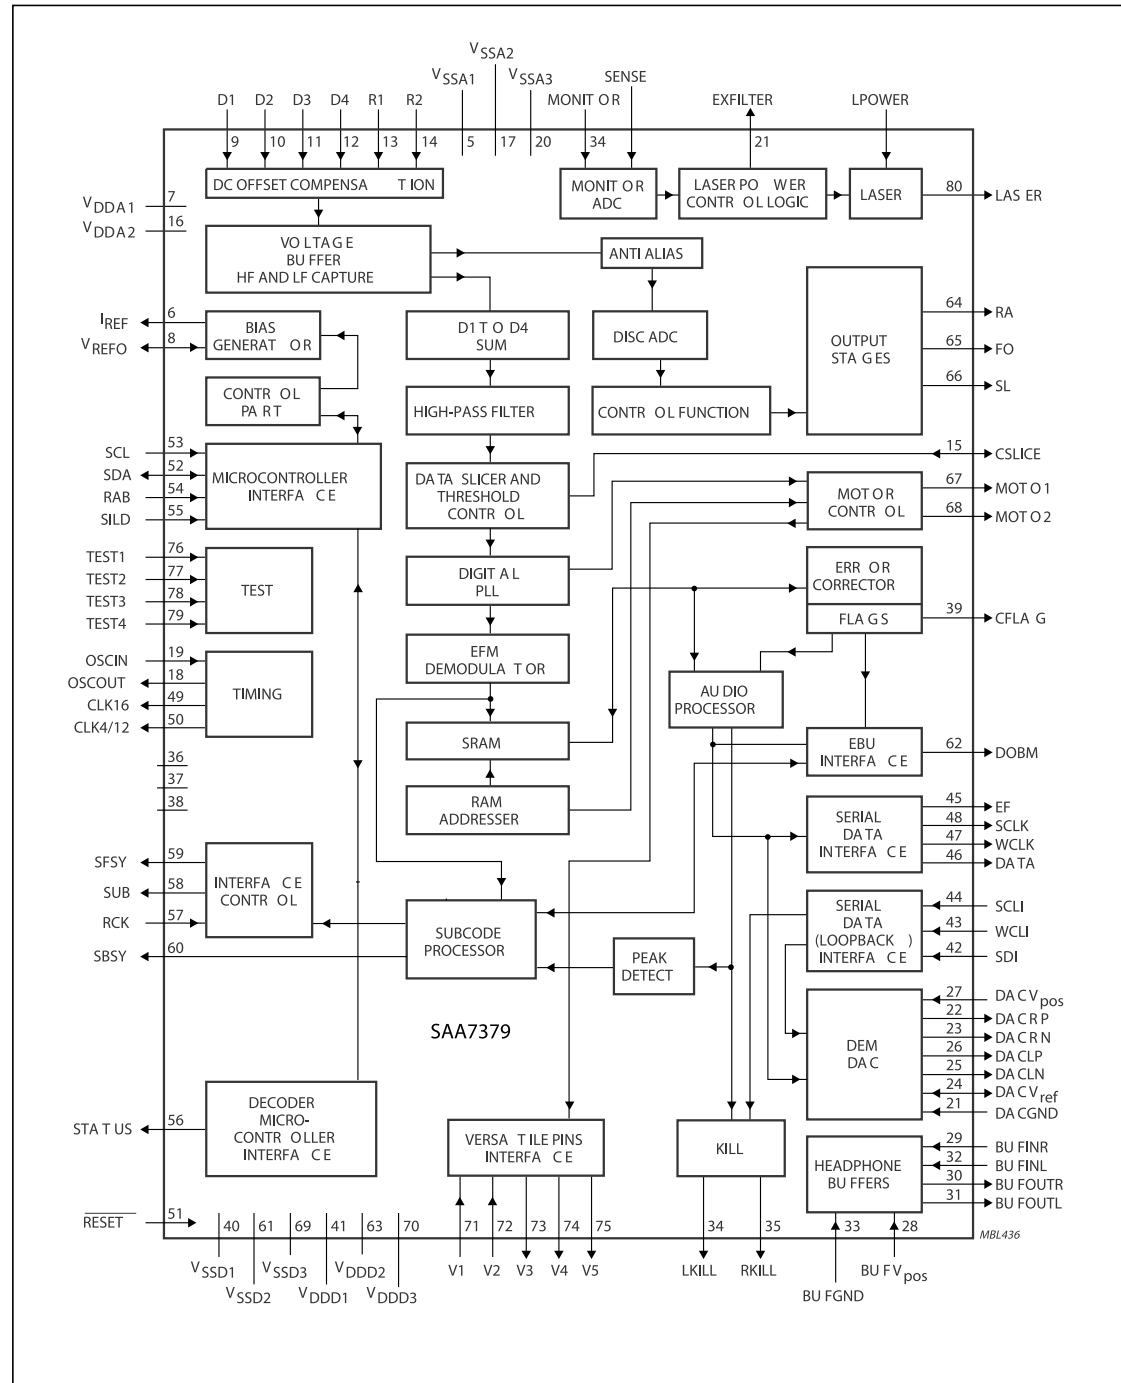 VSSA2
VSSA1
VSSA3
SENSE
D1 D2 D3 D4 R1 R2
MONITOR
EXFILTER
LPOWER
9 10 11 12 13 14 5 17 20 34 21
DC OFFSET COMPENSATION
MONITOR
ADC
LASER POWER
CONTROL LOGIC
LASER
80
LASER
7
VDDA1
16
VDDA2
VOLTAGE
BUFFER
HF AND LF CAPTURE
ANTI ALIAS
6
IREF
8
VREFO
BIAS
GENERATOR
D1 TO D4
SUM
DISC ADC
OUTPUT
STAGES
64
RA
65
FO
66
SL
CONTROL
PART
HIGH-PASS FILTER
CONTROL FUNCTION
53
SCL
52
SDA
54
RAB
55
SILD
MICROCONTROLLER
INTERFACE
DATA SLICER AND
THRESHOLD
CONTROL
15
CSLICE
MOTOR
CONTROL
67
MOTO1
68
MOTO2
76
TEST1
77
TEST2
78
TEST3
79
TEST4
TEST
DIGITAL
PLL
ERROR
CORRECTOR
FLAGS
39
CFLAG
19
OSCIN
18
OSCOUT
49
CLK16
50
CLK4/12
TIMING
EFM
DEMODULATOR
AUDIO
PROCESSOR
SRAM
EBU
INTERFACE
62
DOBM
36
37
38
RAM
ADDRESSER
SERIAL
DATA
INTERFACE
45
EF
48
SCLK
47
WCLK
46
DATA
59
SFSY
58
SUB
57
RCK
60
SBSY
INTERFACE
CONTROL
SUBCODE
PROCESSOR
PEAK
DETECT
SERIAL
DATA
(LOOPBACK)
INTERFACE
44
SCLI
43
WCLI
42
SDI
SAA7379
DEM
DAC
27
DACVpos
22
DACRP
23
DACRN
26
DACLP
25
DACLN
24
DACVref
21
DACGND
56
STATUS
DECODER
MICRO-
CONTROLLER
INTERFACE
VERSATILE PINS
INTERFACE
KILL
HEADPHONE
BUFFERS
29
BUFINR
32
BUFINL
30
BUFOUTR
31
BUFOUTL
51
RESET
40 61 69 41 63 70 71 72 73 74 75 34 35 33 28
MBL436
VSSD1
VSSD2
VSSD3
VDDD1
VDDD2
VDDD3
V1 V2 V3 V4 V5
LKILL
RKILL
BUFGND
BUFVpos